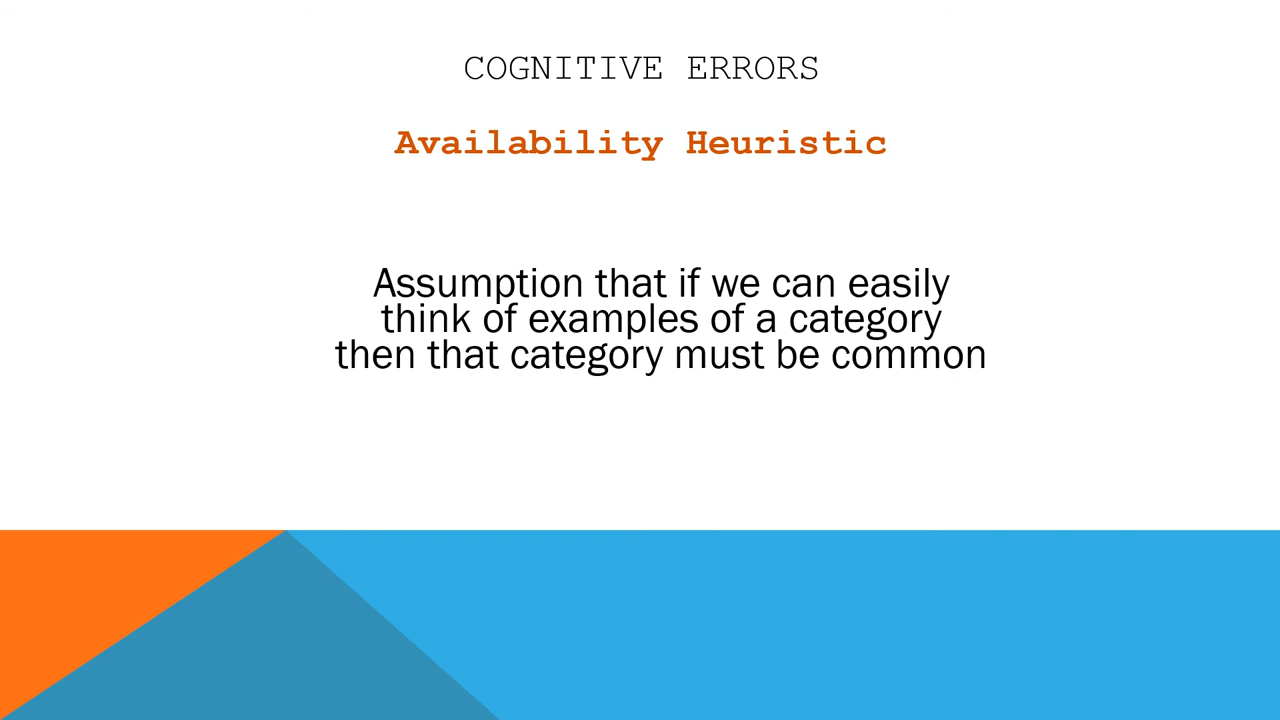 COGNITIVE ERRORS
Availability Heuristic
Assumption that if we can easily
think of examples of a category
then that category must be common